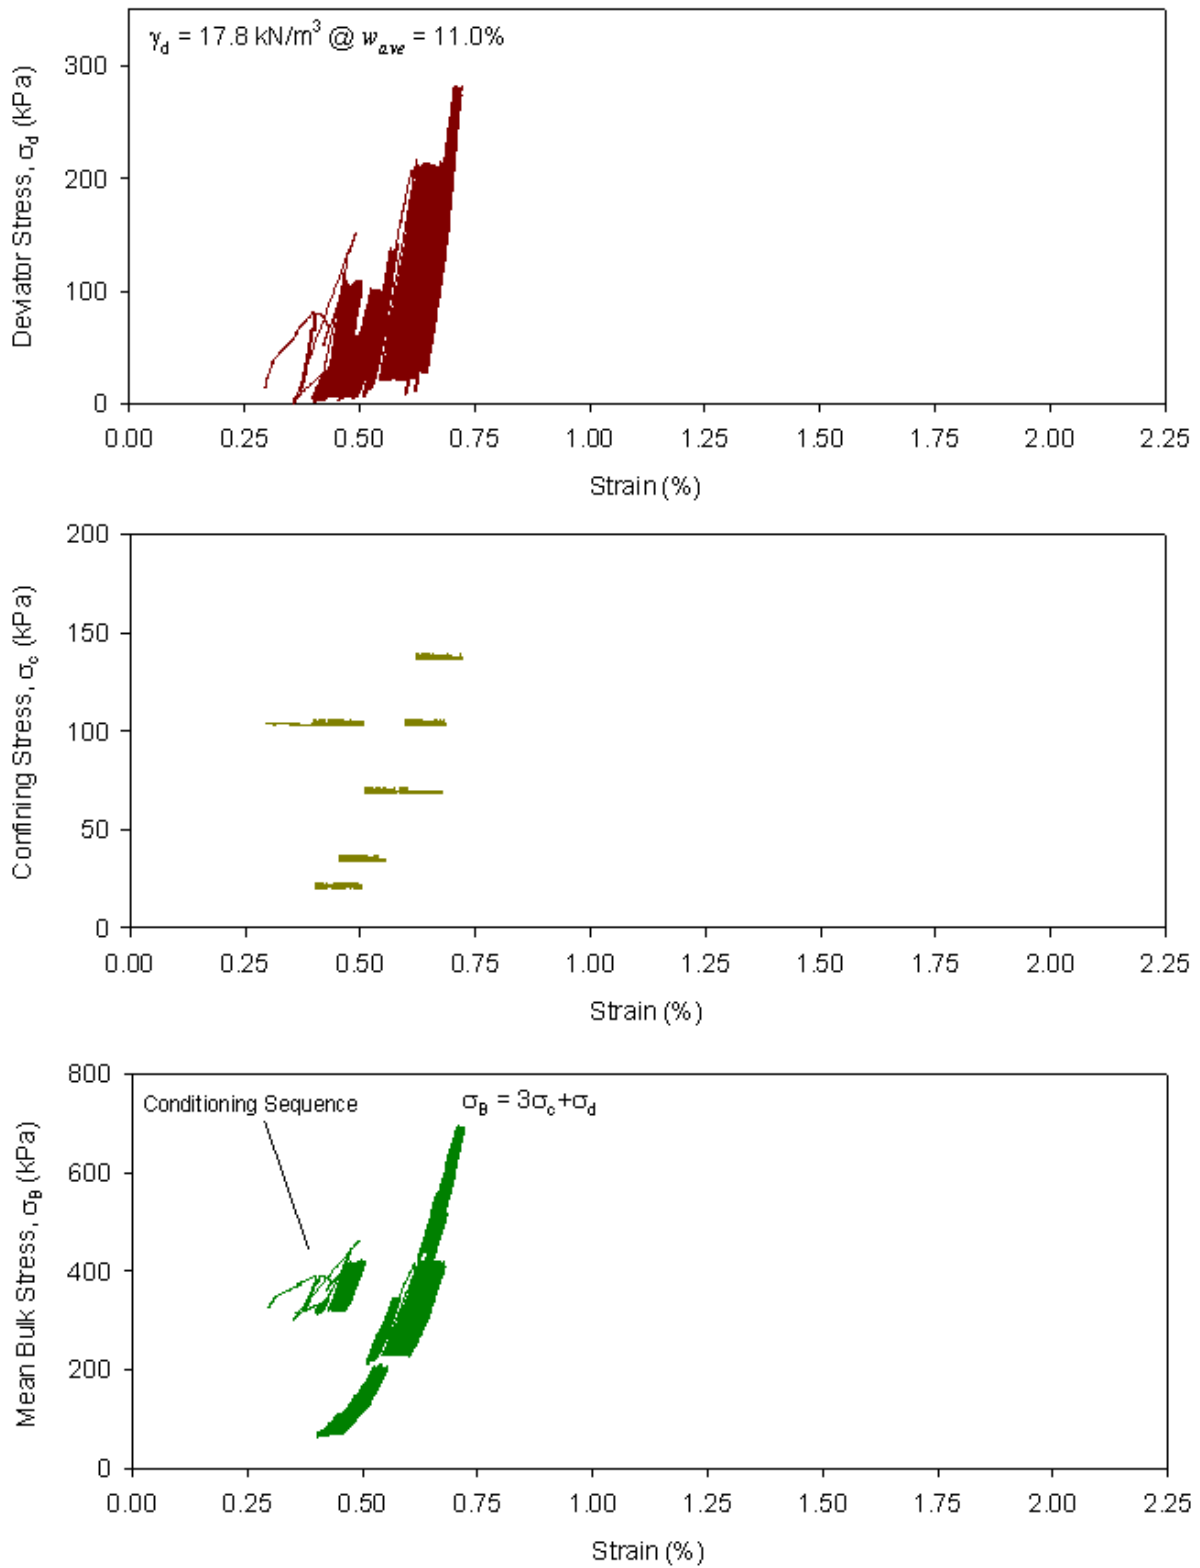 γd = 17.8 kN/m³ @ wave = 11.0%
Deviator Stress, σd (kPa)
300
200
100
0
0.00 0.25 0.50 0.75 1.00 1.25 1.50 1.75 2.00 2.25
Strain (%)
Confining Stress, σc (kPa)
200
150
100
50
0
0.00 0.25 0.50 0.75 1.00 1.25 1.50 1.75 2.00 2.25
Strain (%)
Mean Bulk Stress, σB (kPa)
800
Conditioning Sequence
σB = 3σc+σd
600
400
200
0
0.00 0.25 0.50 0.75 1.00 1.25 1.50 1.75 2.00 2.25
Strain (%)